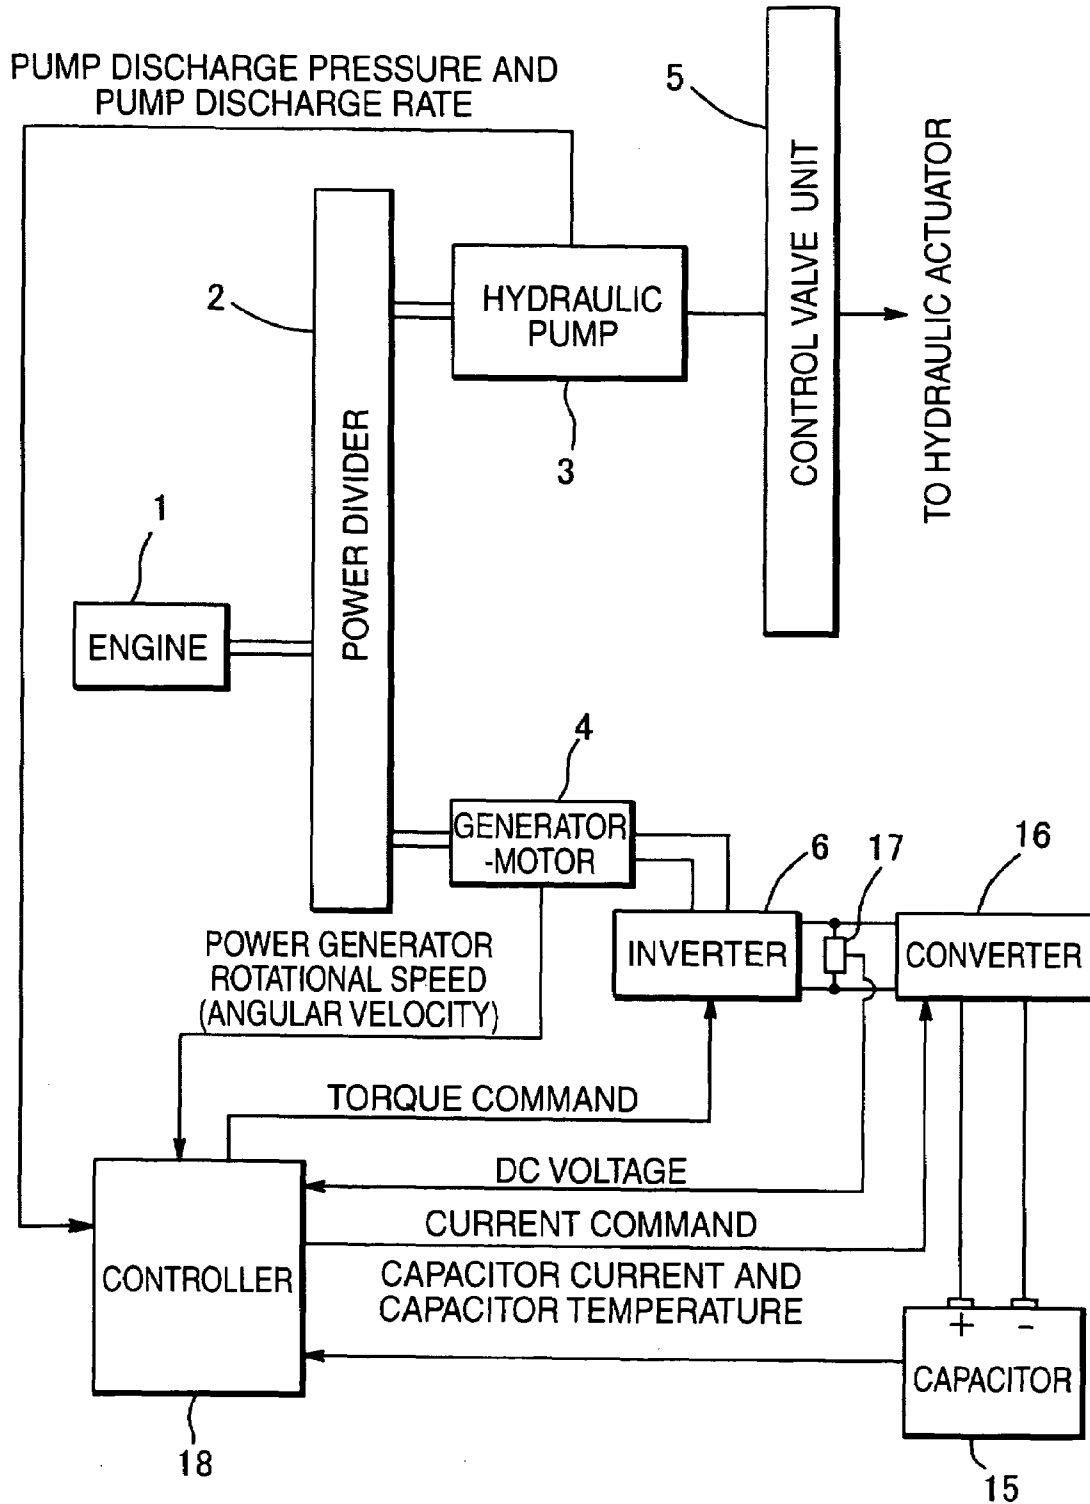 PUMP DISCHARGE PRESSURE AND
PUMP DISCHARGE RATE
5
CONTROL VALVE UNIT
TO HYDRAULIC ACTUATOR
2
HYDRAULIC
PUMP
3
POWER DIVIDER
1
ENGINE
4
GENERATOR
-MOTOR
6
17
16
INVERTER
CONVERTER
POWER GENERATOR
ROTATIONAL SPEED
(ANGULAR VELOCITY)
TORQUE COMMAND
DC VOLTAGE
CURRENT COMMAND
CONTROLLER
CAPACITOR CURRENT AND
CAPACITOR TEMPERATURE
+ -
CAPACITOR
18
15